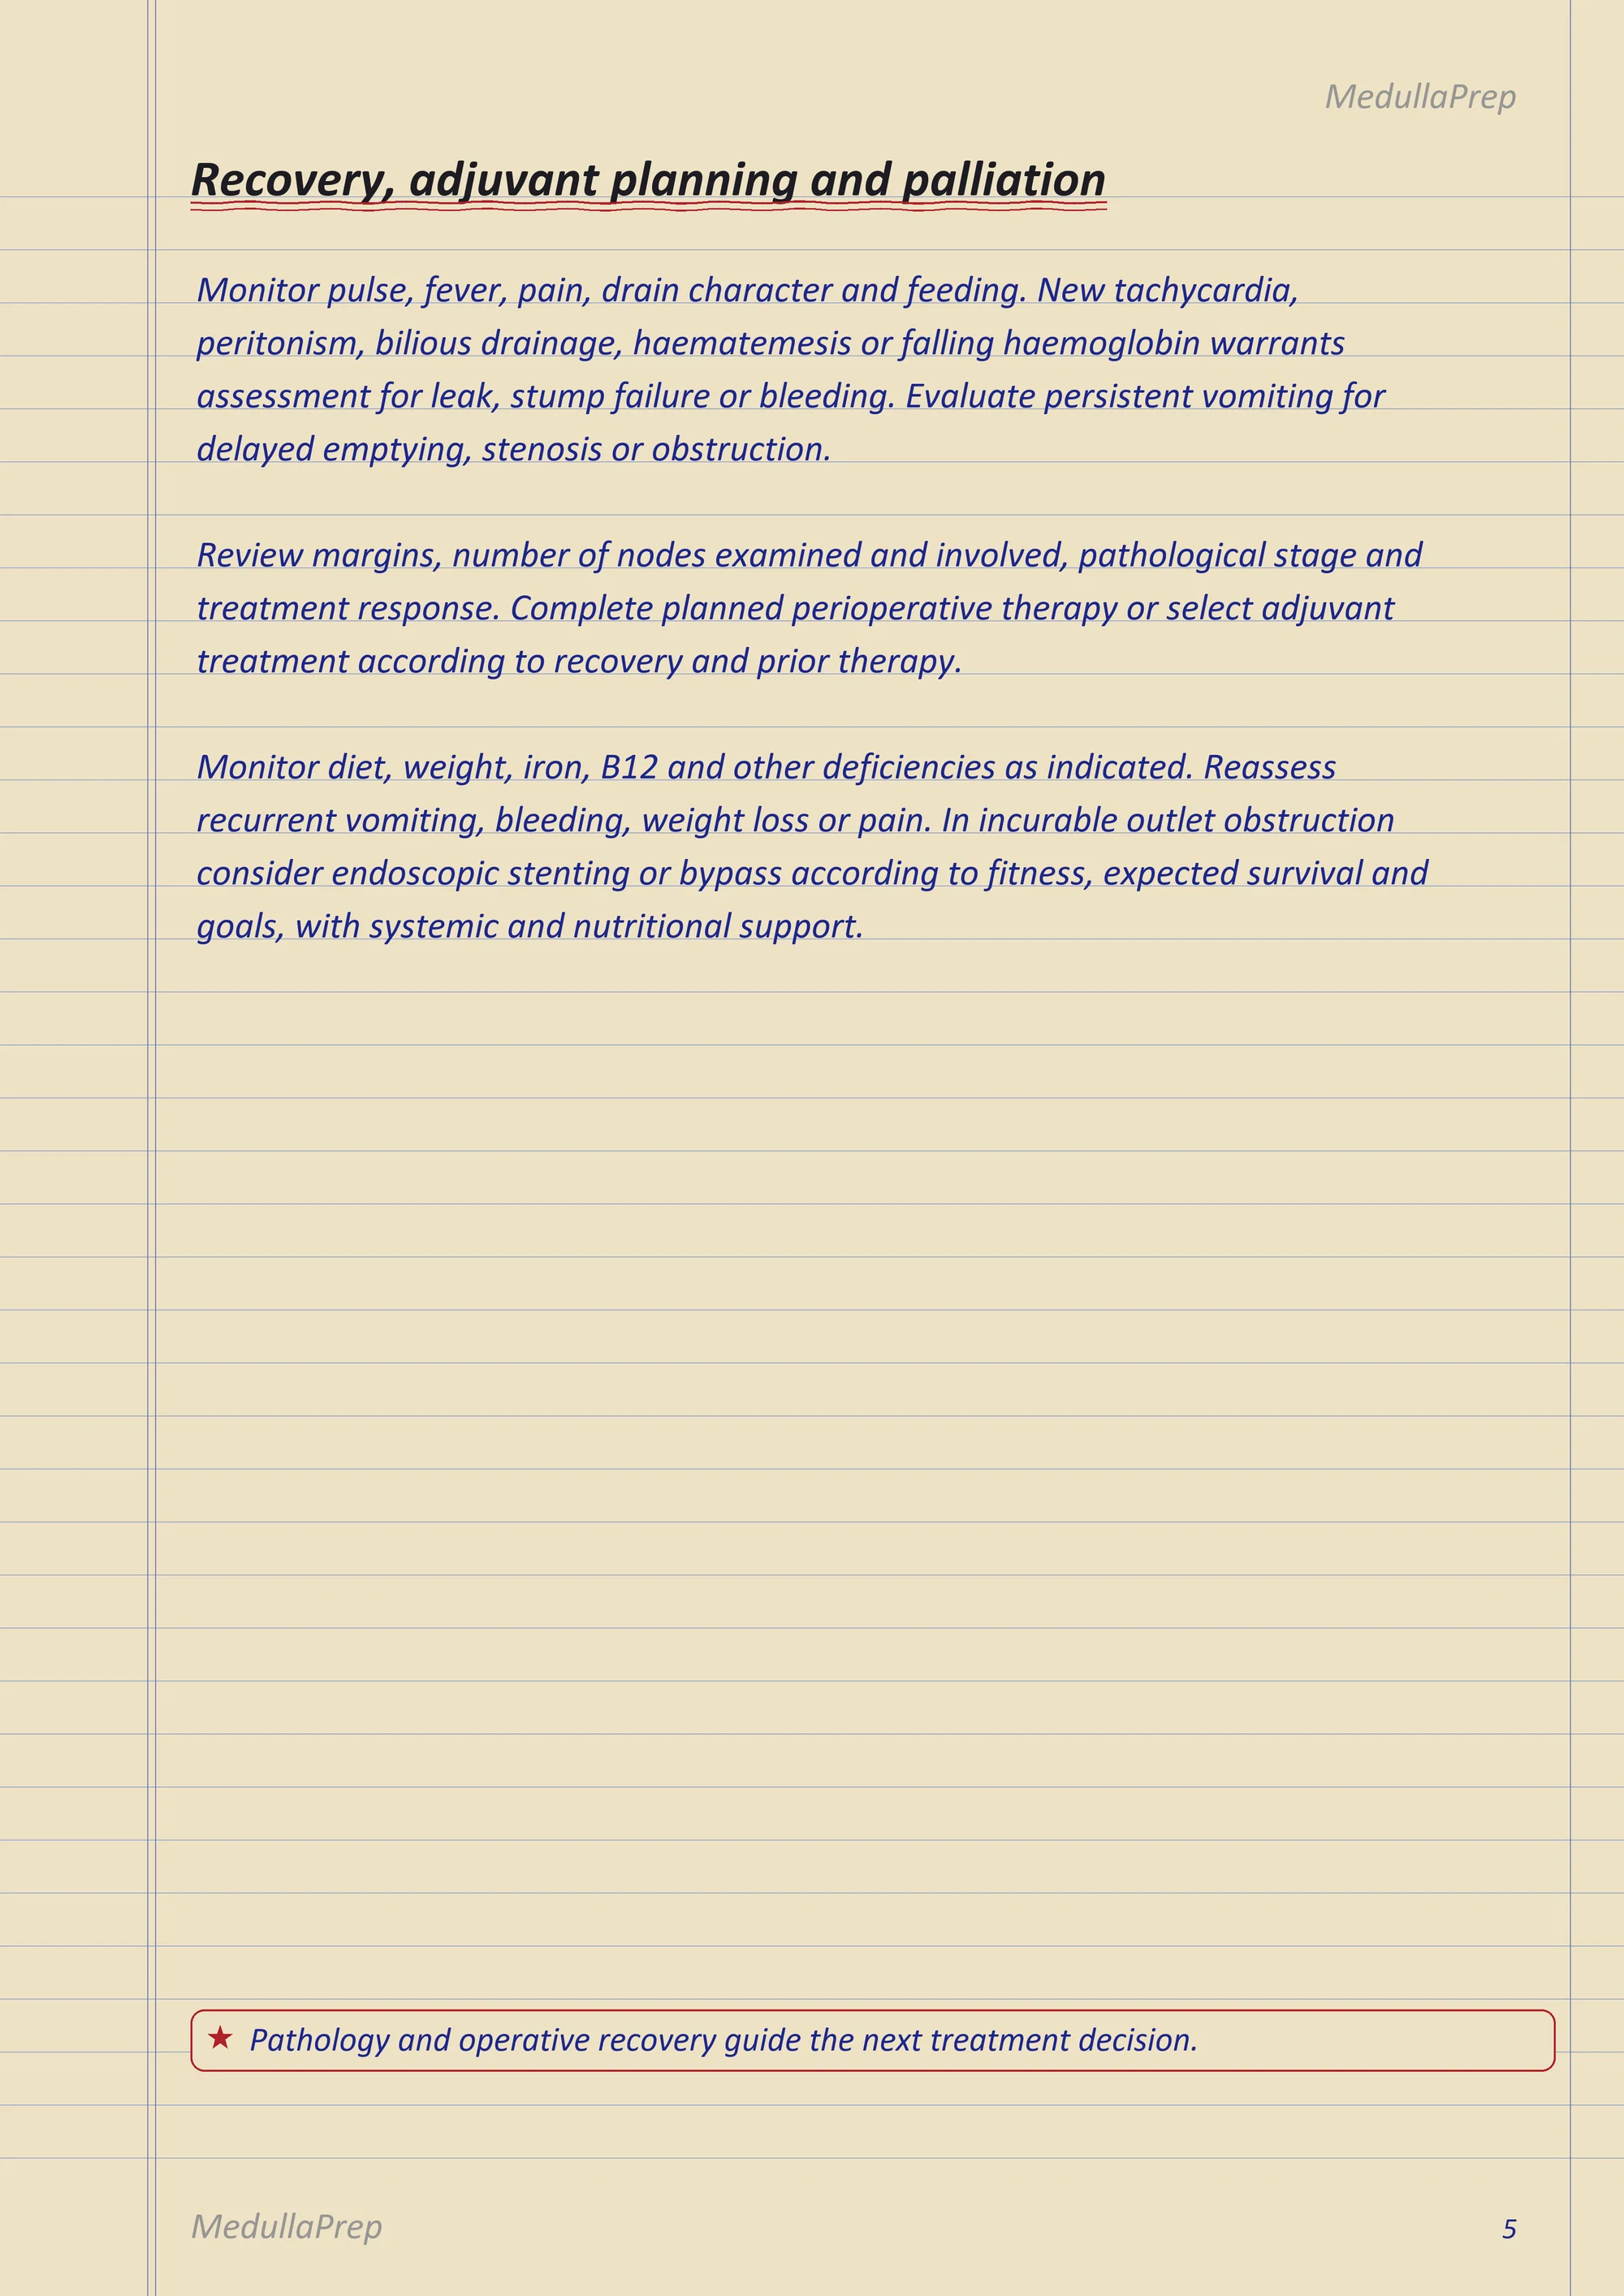 MedullaPrep
Recovery, adjuvant planning and palliation
Monitor pulse, fever, pain, drain character and feeding. New tachycardia,
peritonism, bilious drainage, haematemesis or falling haemoglobin warrants
assessment for leak, stump failure or bleeding. Evaluate persistent vomiting for
delayed emptying, stenosis or obstruction.
Review margins, number of nodes examined and involved, pathological stage and
treatment response. Complete planned perioperative therapy or select adjuvant
treatment according to recovery and prior therapy.
Monitor diet, weight, iron, B12 and other deficiencies as indicated. Reassess
recurrent vomiting, bleeding, weight loss or pain. In incurable outlet obstruction
consider endoscopic stenting or bypass according to fitness, expected survival and
goals, with systemic and nutritional support.
★ Pathology and operative recovery guide the next treatment decision.
MedullaPrep
5